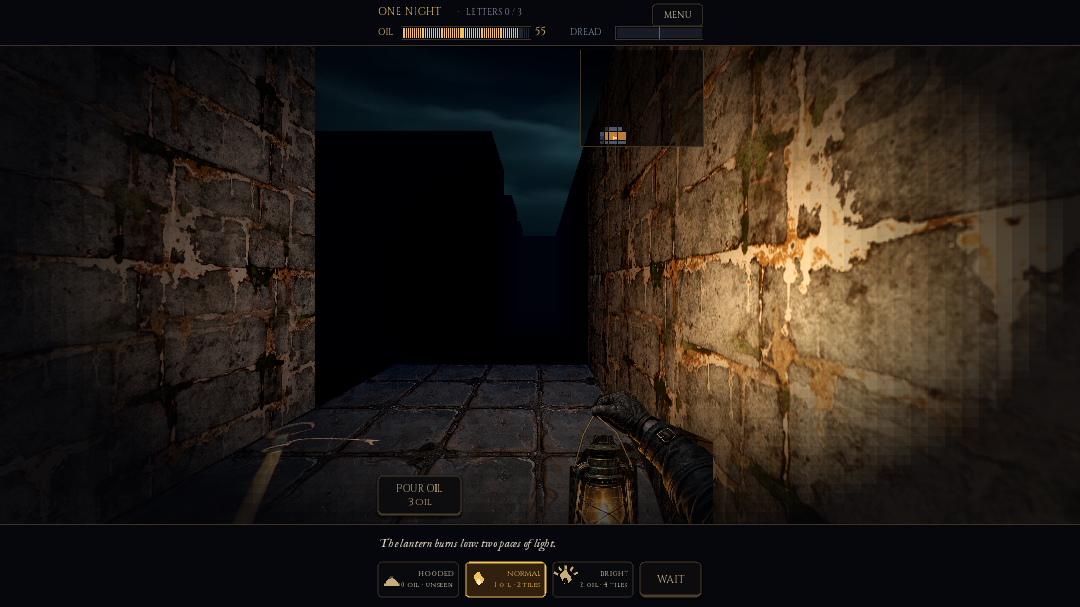 ONE NIGHT · LETTERS 0 / 3
MENU
OIL 55 DREAD
POUR OIL
3 OIL
The lantern burns low: two paces of light.
HOODED
0 OIL · UNSEEN
NORMAL
1 OIL · 2 TILES
BRIGHT
2 OIL · 4 TILES
WAIT